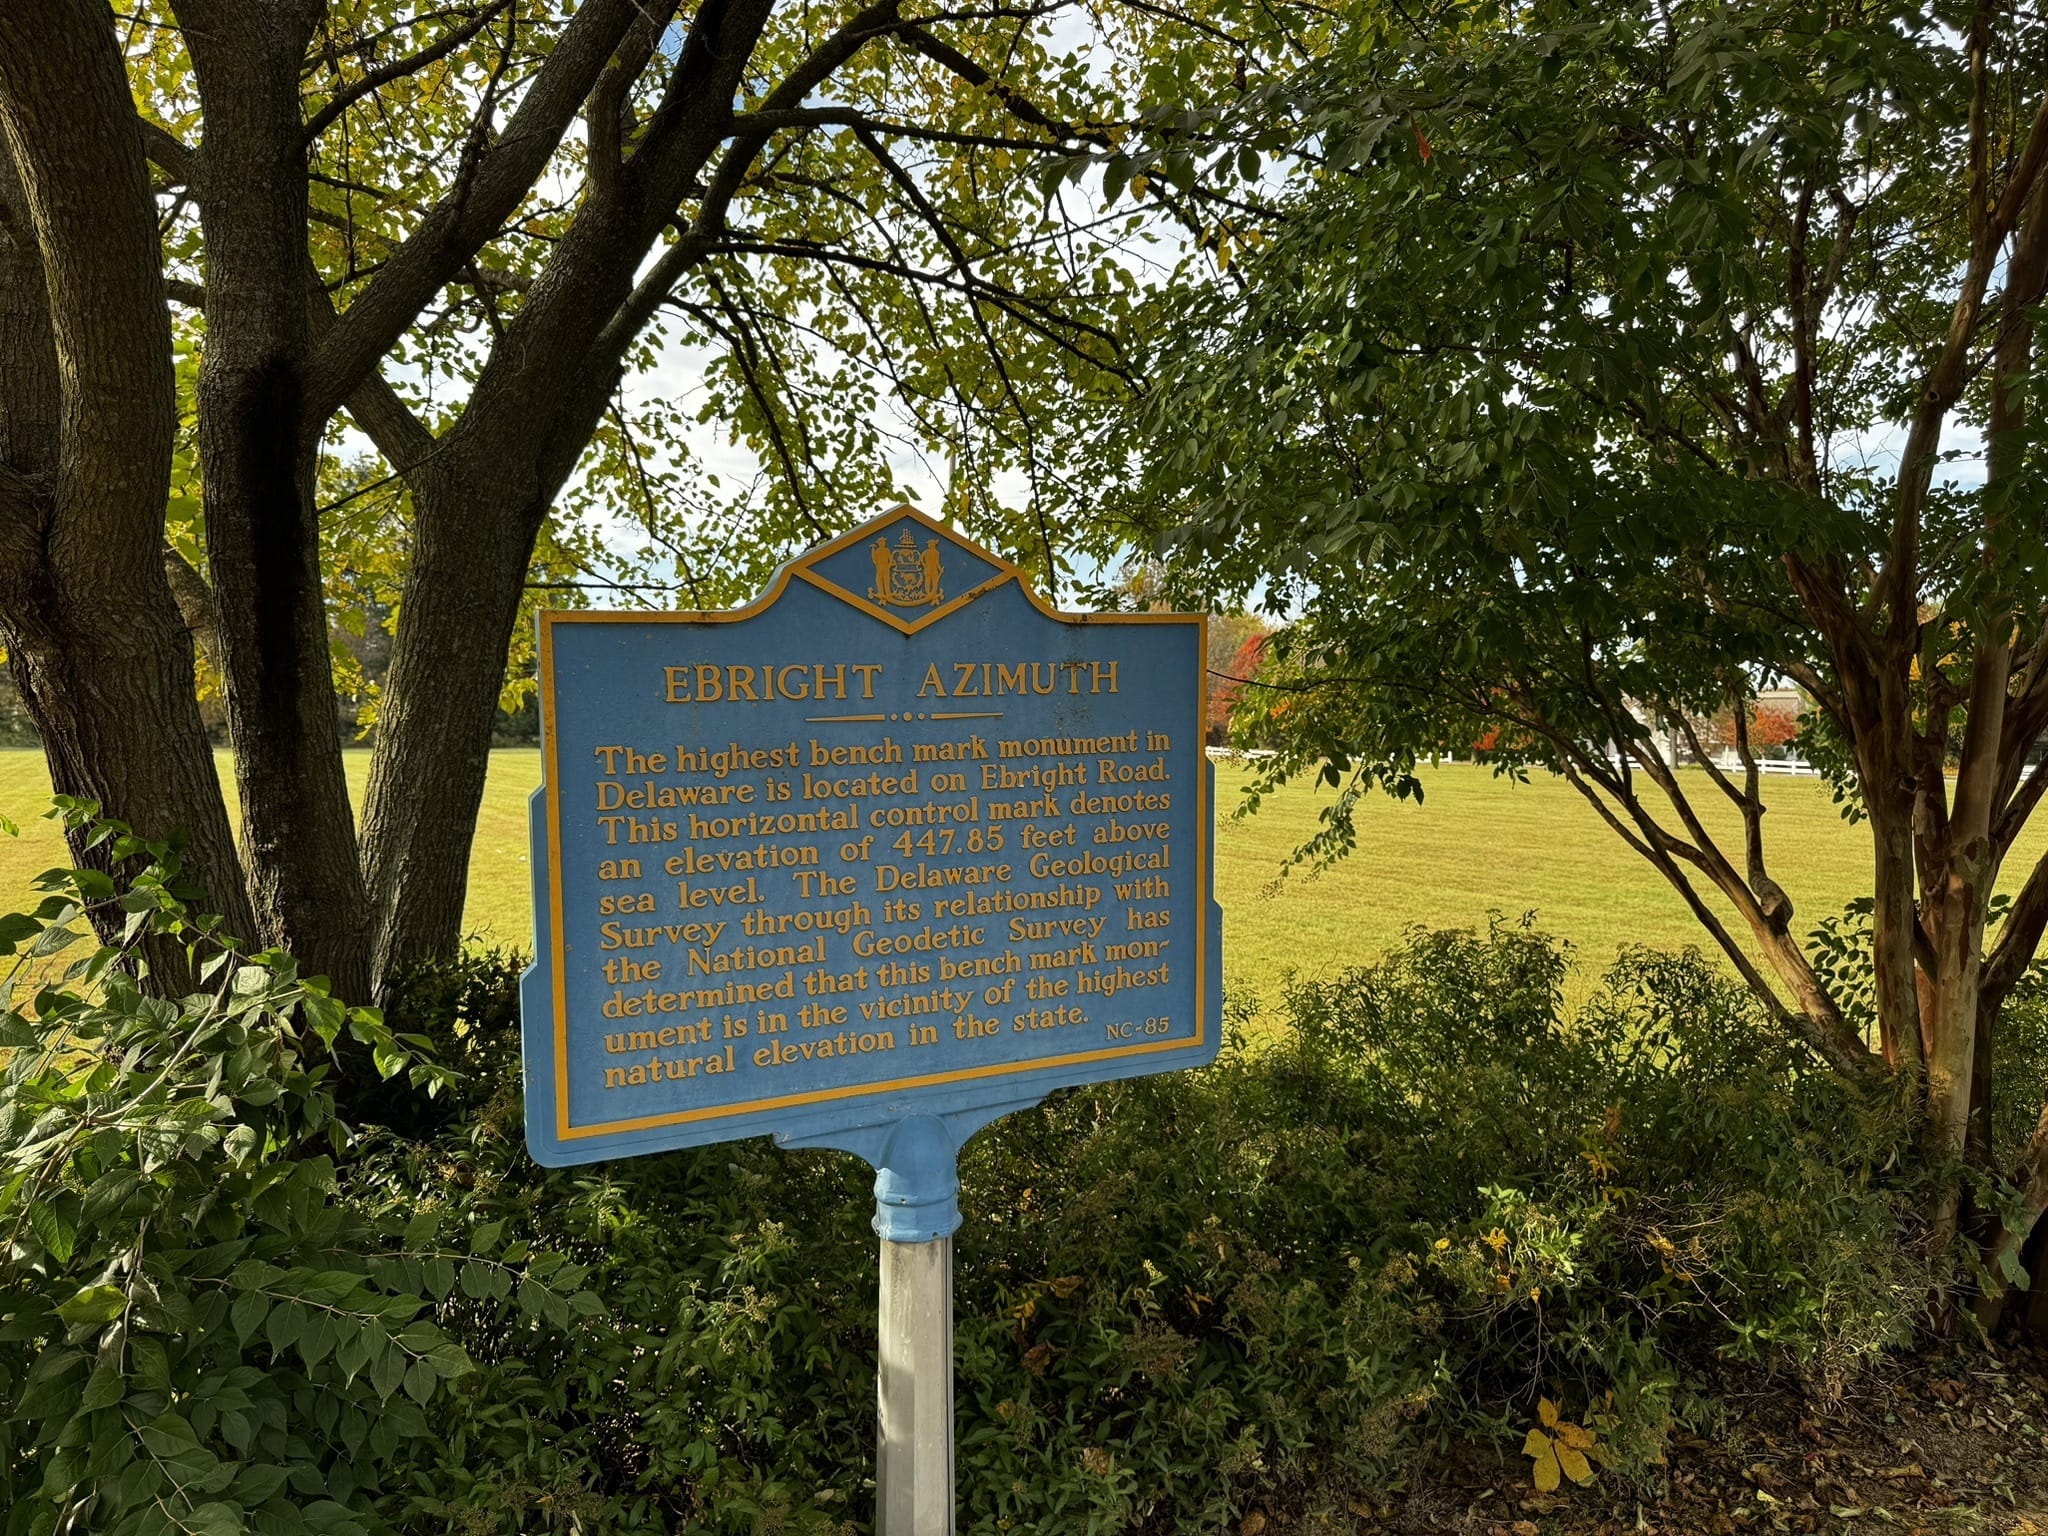 EBRIGHT AZIMUTH
The highest bench mark monument in
Delaware is located on Ebright Road.
This horizontal control mark denotes
an elevation of 447.85 feet above
sea level. The Delaware Geological
Survey through its relationship with
the National Geodetic Survey has
determined that this bench mark mon-
ument is in the vicinity of the highest
natural elevation in the state.
NC-85